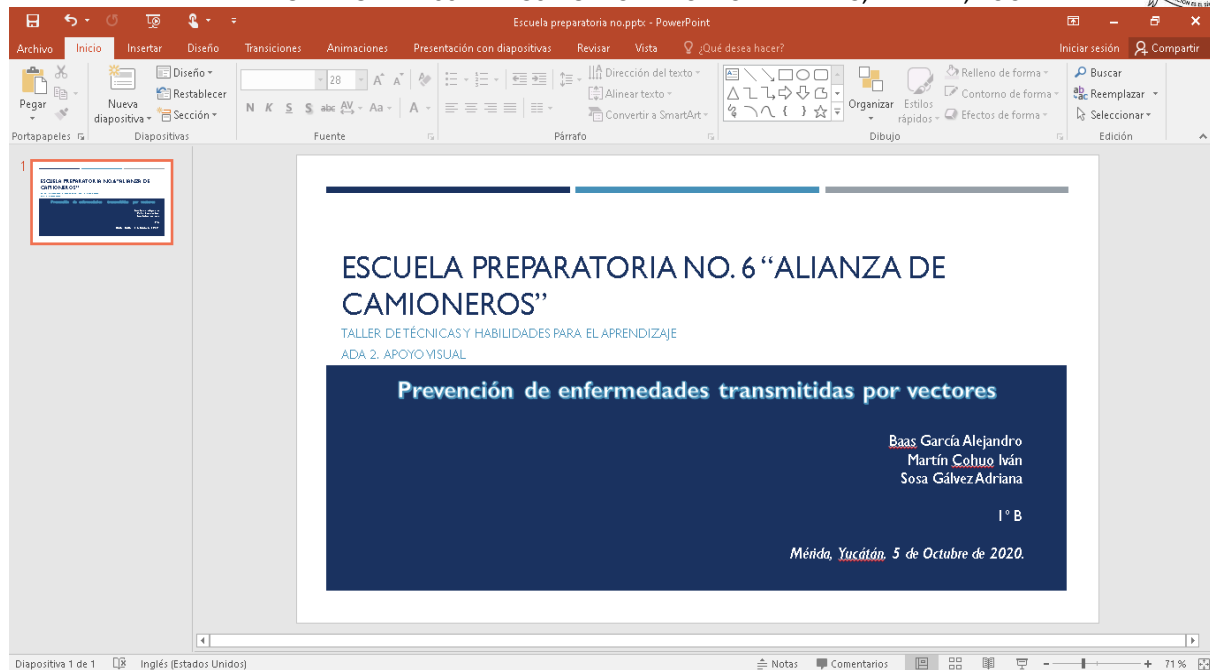 Escuela preparatoria no.pptx - PowerPoint
Archivo Inicio Insertar Diseño Transiciones Animaciones Presentación con diapositivas Revisar Vista ¿Qué desea hacer? Iniciar sesión Compartir
Pegar
Nueva diapositiva
Diseño
Restablecer
Sección
28
N K S S abc AV Aa A
Dirección del texto
Alinear texto
Convertir a SmartArt
Organizar
Estilos rápidos
Relleno de forma
Contorno de forma
Efectos de forma
Buscar
Reemplazar
Seleccionar
Portapapeles Diapositivas Fuente Párrafo Dibujo Edición
1
ESCUELA PREPARATORIA NO. 6 “ALIANZA DE
CAMIONEROS”
TALLER DE TÉCNICAS Y HABILIDADES PARA EL APRENDIZAJE
ADA 2. APOYO VISUAL
Prevención de enfermedades transmitidas por vectores
Baas García Alejandro
Martín Cohuo Iván
Sosa Gálvez Adriana
1° B
Mérida, Yucátán, 5 de Octubre de 2020.
Diapositiva 1 de 1 Inglés (Estados Unidos) Notas Comentarios 71 %